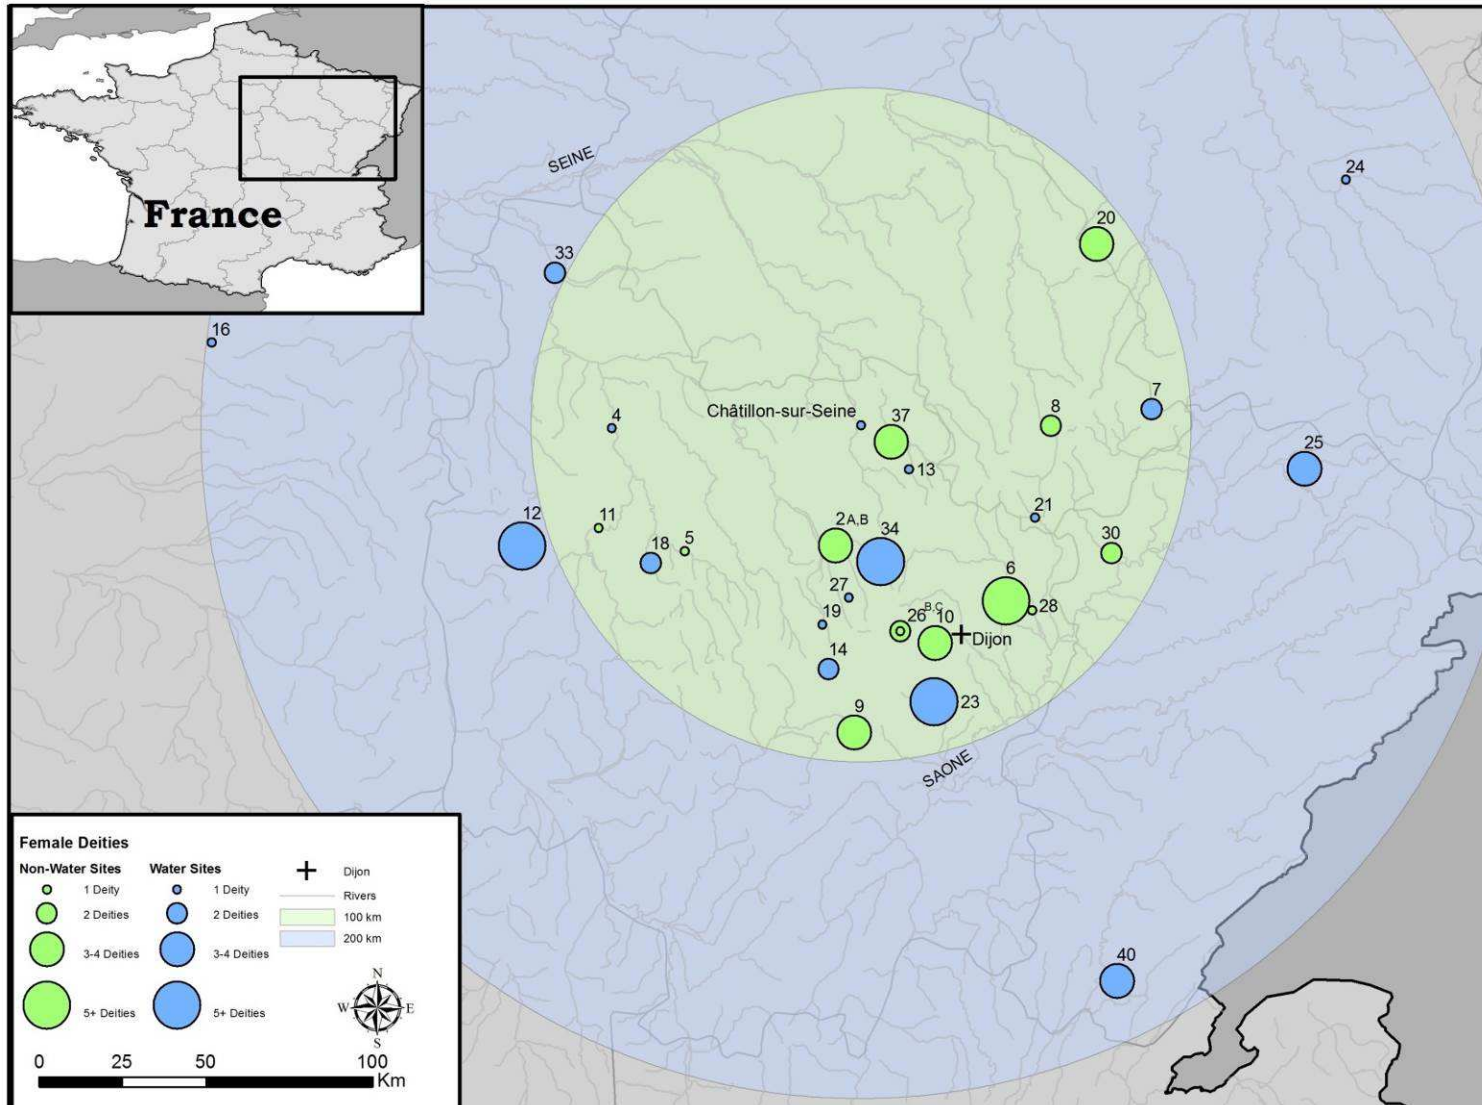 France
SEINE
24
20
33
16
7
8
4
Châtillon-sur-Seine
37
25
13
21
12
11
2A,B
34
18
5
30
6
27
28
26B,C
10
19
Dijon
14
23
9
SAONE
40
Female Deities
Non-Water Sites
Water Sites
1 Deity
1 Deity
2 Deities
2 Deities
3-4 Deities
3-4 Deities
5+ Deities
5+ Deities
Dijon
Rivers
100 km
200 km
N
W
E
S
0 25 50 100
Km